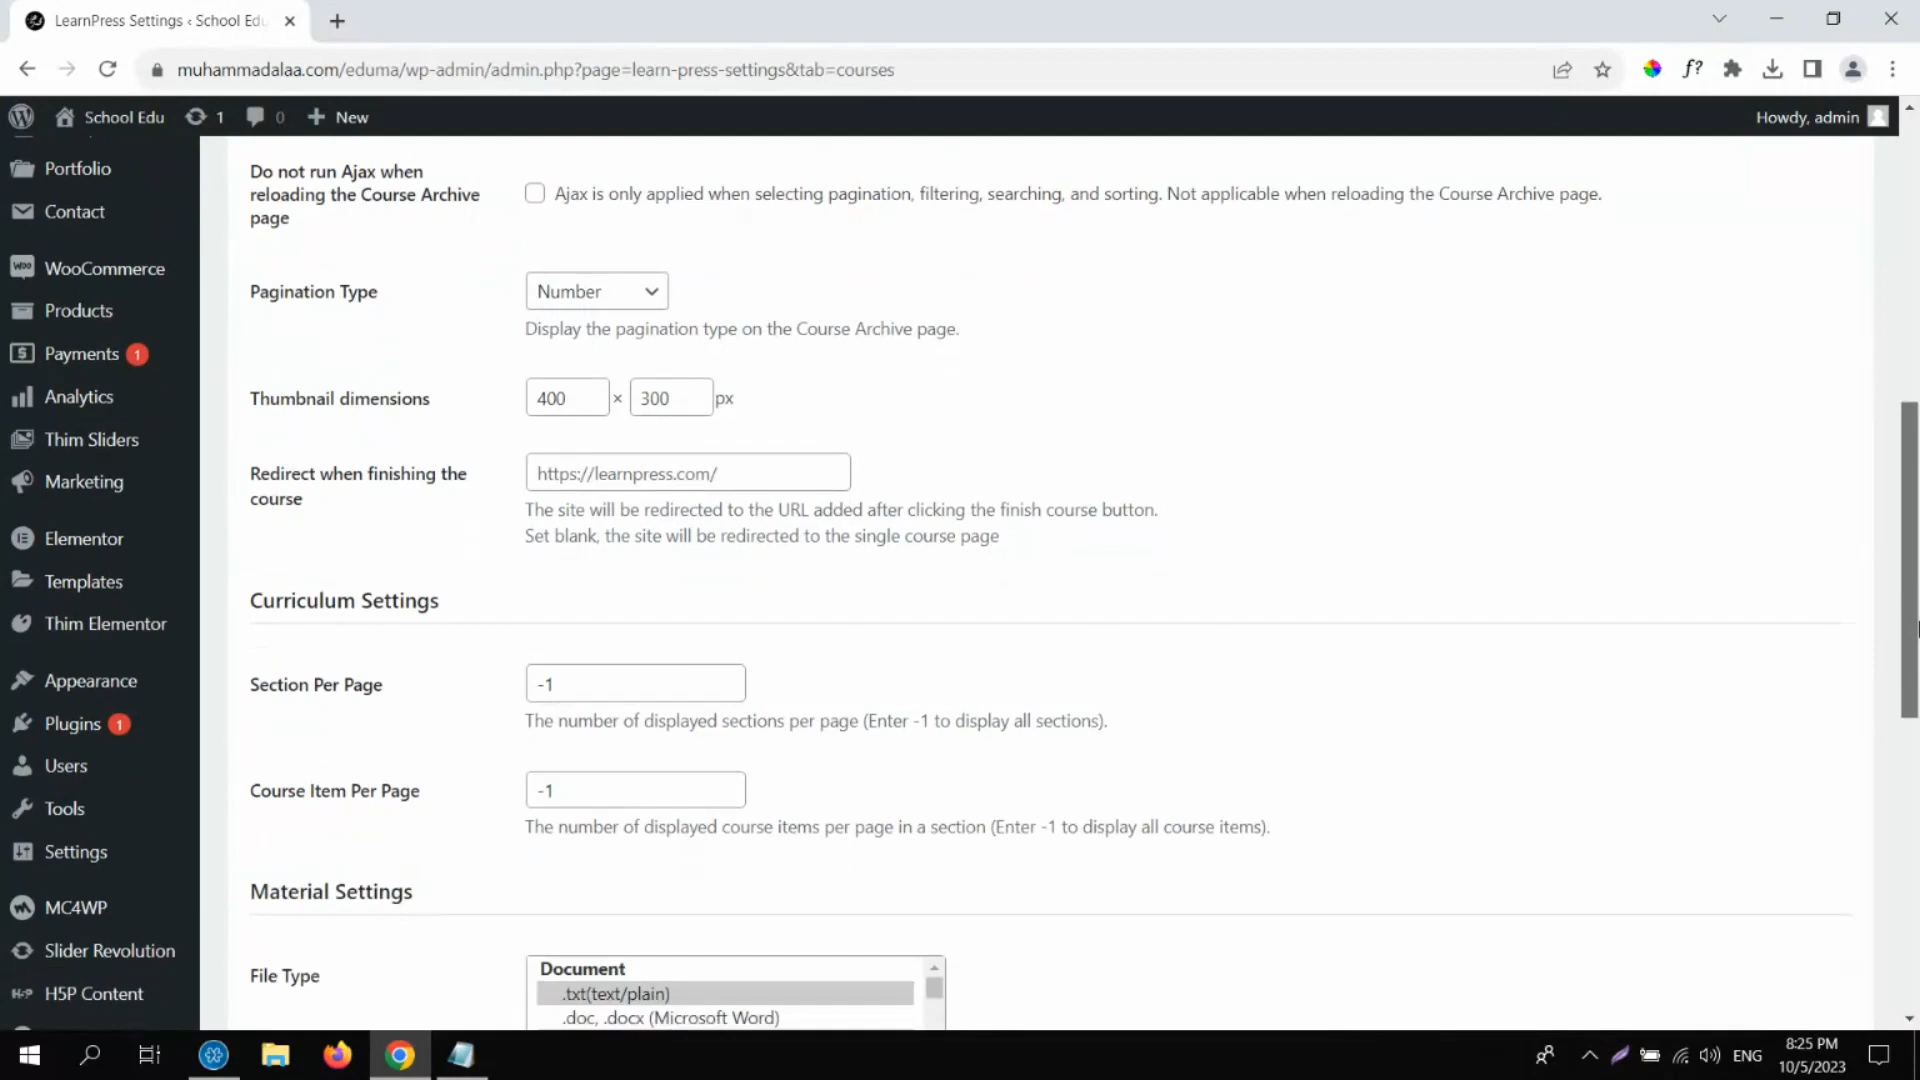 LearnPress Settings ‹ School Edu
muhammadalaa.com/eduma/wp-admin/admin.php?page=learn-press-settings&tab=courses
f?
School Edu
1
0
New
Howdy, admin
Portfolio
Contact
WooCommerce
Products
Payments 1
Analytics
Thim Sliders
Marketing
Elementor
Templates
Thim Elementor
Appearance
Plugins 1
Users
Tools
Settings
MC4WP
Slider Revolution
H5P Content
Do not run Ajax when
reloading the Course Archive
page
Ajax is only applied when selecting pagination, filtering, searching, and sorting. Not applicable when reloading the Course Archive page.
Pagination Type
Number
Display the pagination type on the Course Archive page.
Thumbnail dimensions
400 × 300 px
Redirect when finishing the
course
https://learnpress.com/
The site will be redirected to the URL added after clicking the finish course button.
Set blank, the site will be redirected to the single course page
Curriculum Settings
Section Per Page
-1
The number of displayed sections per page (Enter -1 to display all sections).
Course Item Per Page
-1
The number of displayed course items per page in a section (Enter -1 to display all course items).
Material Settings
File Type
Document
.txt(text/plain)
.doc, .docx (Microsoft Word)
ENG
8:25 PM
10/5/2023